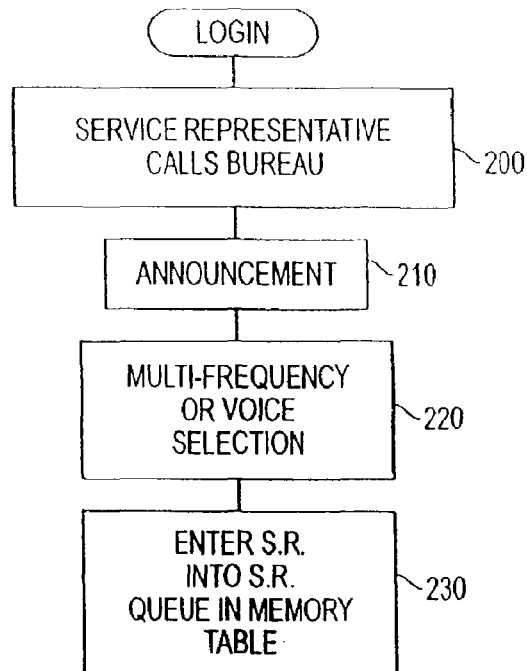 LOGIN
SERVICE REPRESENTATIVE
CALLS BUREAU
200
ANNOUNCEMENT
210
MULTI-FREQUENCY
OR VOICE
SELECTION
220
ENTER S.R.
INTO S.R.
QUEUE IN MEMORY
TABLE
230